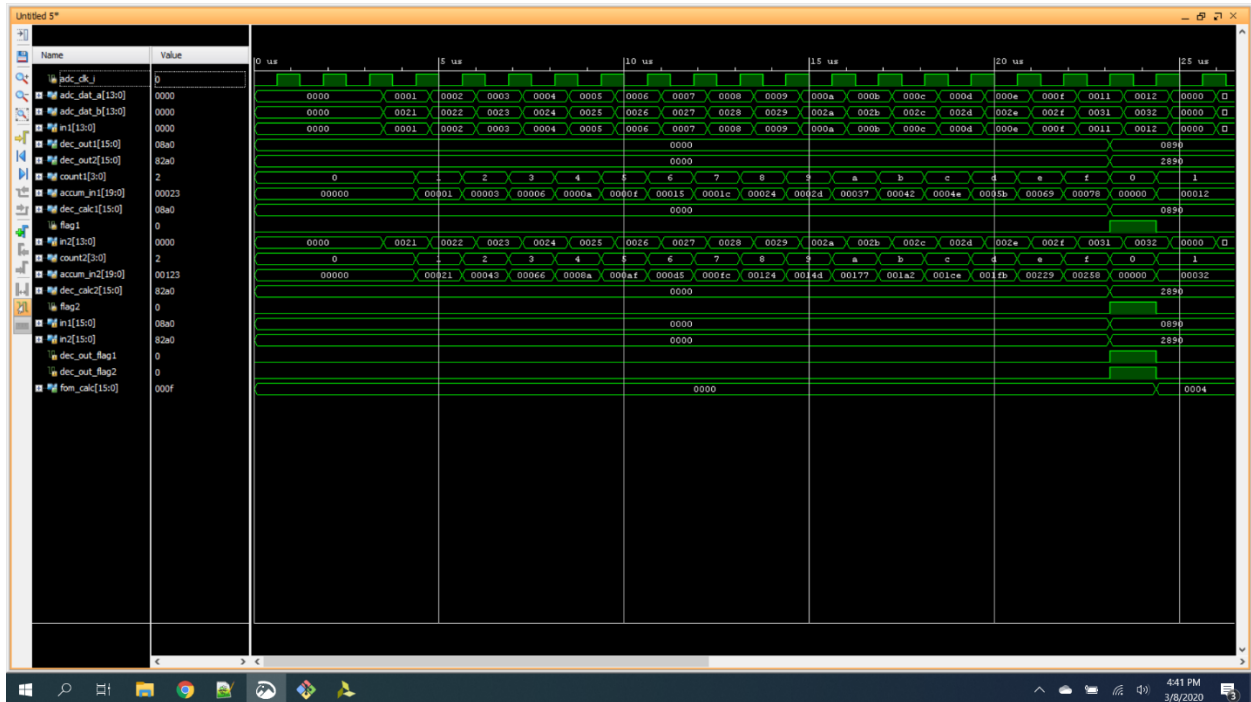 Untitled 5*
Name Value
0 us 5 us 10 us 15 us 20 us 25 us
adc_clk_i 0
adc_dat_a[13:0] 0000 0000 0001 0002 0003 0004 0005 0006 0007 0008 0009 000a 000b 000c 000d 000e 000f 0011 0012 0000
adc_dat_b[13:0] 0000 0000 0021 0022 0023 0024 0025 0026 0027 0028 0029 002a 002b 002c 002d 002e 002f 0031 0032 0000
in1[13:0] 0000 0000 0001 0002 0003 0004 0005 0006 0007 0008 0009 000a 000b 000c 000d 000e 000f 0011 0012 0000
dec_out1[15:0] 08a0 0000 0890
dec_out2[15:0] 82a0 0000 2890
count1[3:0] 2 0 1 2 3 4 5 6 7 8 9 a b c d e f 0 1
accum_in1[19:0] 00023 00000 00001 00003 00006 0000a 0000f 00015 0001c 00024 0002d 00037 00042 0004e 0005b 00069 00078 00000 00012
dec_calc1[15:0] 08a0 0000 0890
flag1 0
in2[13:0] 0000 0000 0021 0022 0023 0024 0025 0026 0027 0028 0029 002a 002b 002c 002d 002e 002f 0031 0032 0000
count2[3:0] 2 0 1 2 3 4 5 6 7 8 9 a b c d e f 0 1
accum_in2[19:0] 00123 00000 00021 00043 00066 0008a 000af 000d5 000fc 00124 0014d 00177 001a2 001ce 001fb 00229 00258 00000 00032
dec_calc2[15:0] 82a0 0000 2890
flag2 0
in1[15:0] 08a0 0000 0890
in2[15:0] 82a0 0000 2890
dec_out_flag1 0
dec_out_flag2 0
fom_calc[15:0] 000f 0000 0004
4:41 PM
3/8/2020
3